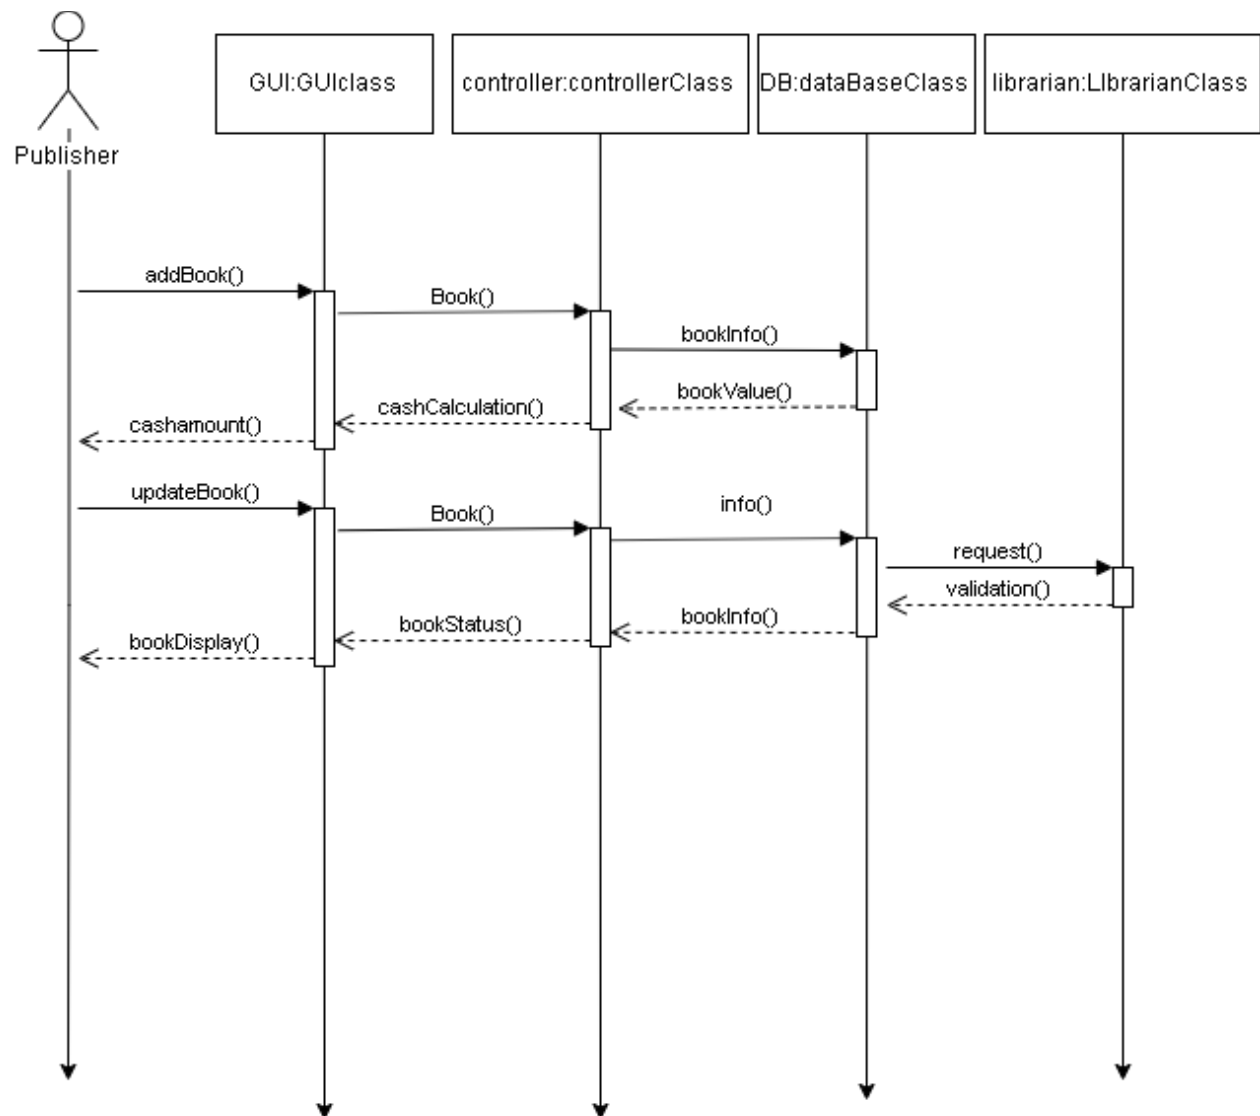 GUI:GUIclass
controller:controllerClass
DB:dataBaseClass
librarian:LIbrarianClass
Publisher
addBook()
Book()
bookInfo()
bookValue()
cashCalculation()
cashamount()
updateBook()
Book()
info()
request()
validation()
bookInfo()
bookStatus()
bookDisplay()